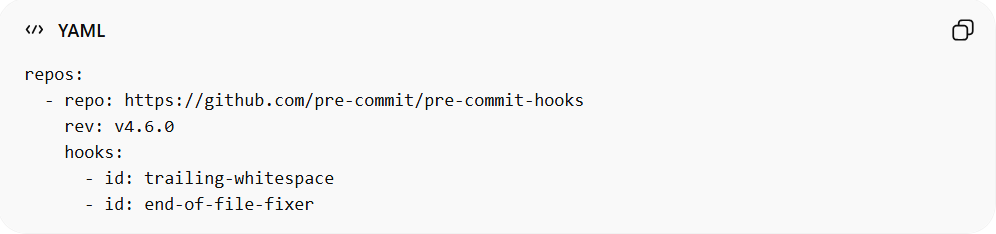 YAML
repos:
  - repo: https://github.com/pre-commit/pre-commit-hooks
    rev: v4.6.0
    hooks:
      - id: trailing-whitespace
      - id: end-of-file-fixer